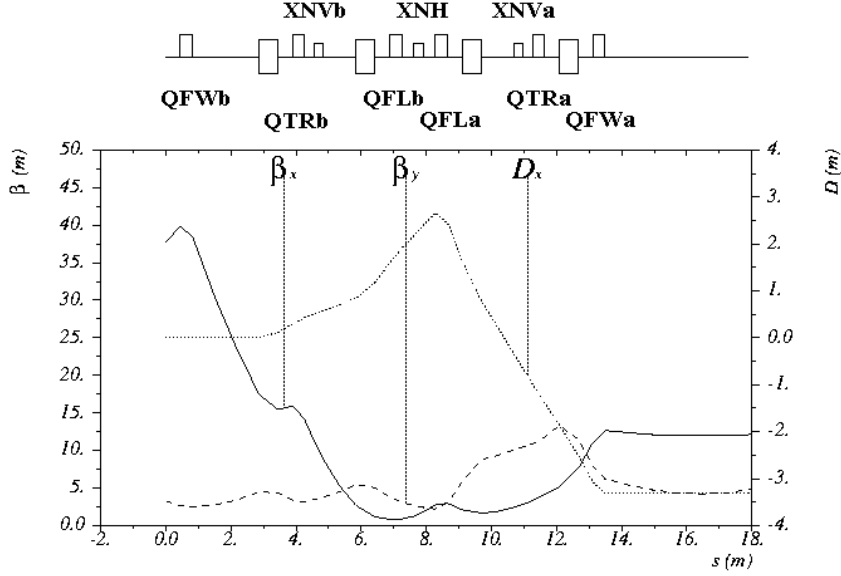 XNVb XNH XNVa
QFWb QFLb QTRa
QTRb QFLa QFWa
β (m)
D (m)
50. 4.
45. 3.
40.
35. 2.
30. 1.
25. 0.0
20. -1.
15.
10. -2.
5. -3.
0.0 -4.
βx βy Dx
-2. 0.0 2. 4. 6. 8. 10. 12. 14. 16. 18.
s (m)